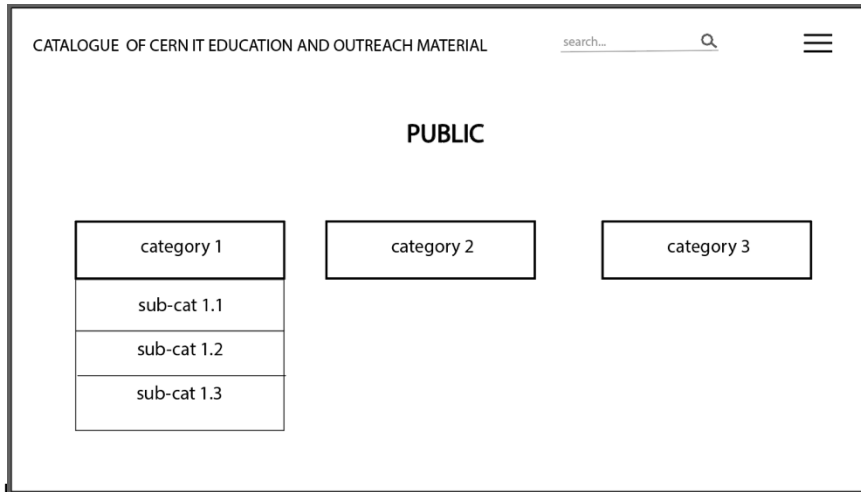 CATALOGUE OF CERN IT EDUCATION AND OUTREACH MATERIAL
search...
PUBLIC
category 1
category 2
category 3
sub-cat 1.1
sub-cat 1.2
sub-cat 1.3